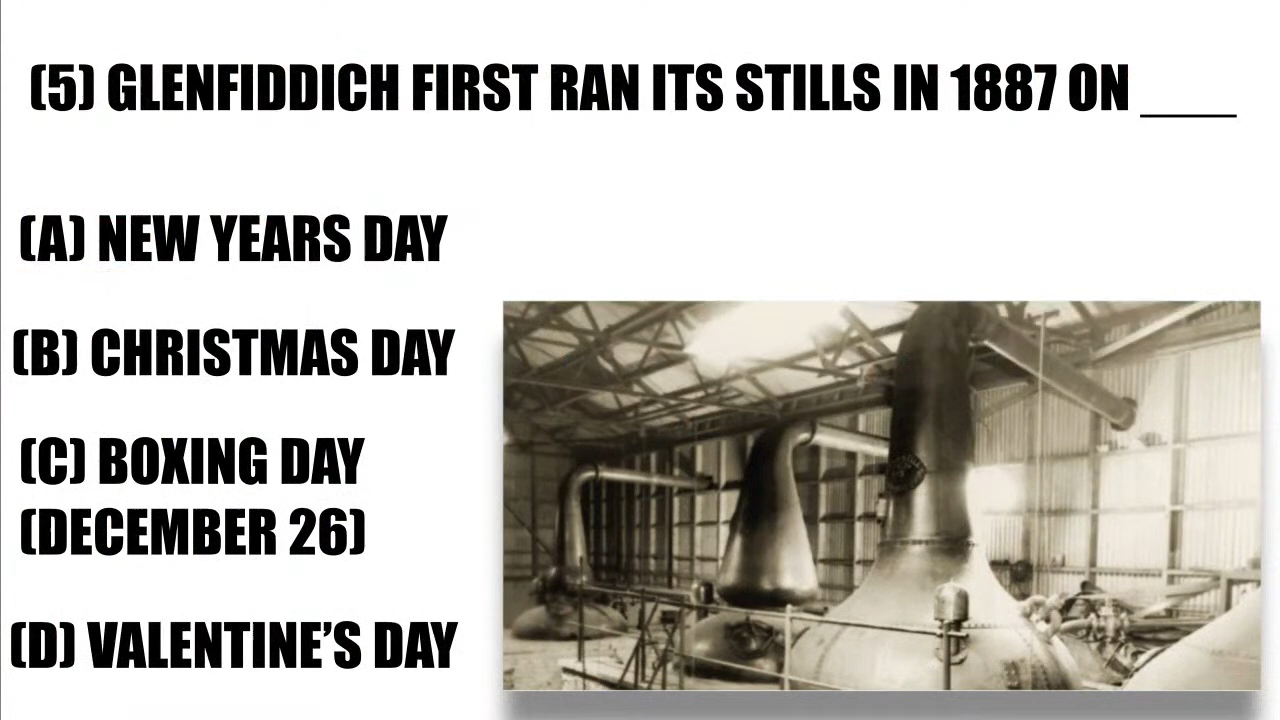 (5) GLENFIDDICH FIRST RAN ITS STILLS IN 1887 ON ____
(A) NEW YEARS DAY
(B) CHRISTMAS DAY
(C) BOXING DAY
(DECEMBER 26)
(D) VALENTINE'S DAY